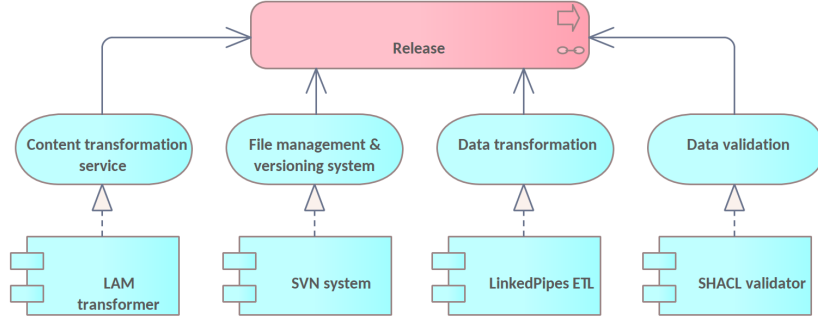 Release
Content transformation
service
File management &
versioning system
Data transformation
Data validation
LAM
transformer
SVN system
LinkedPipes ETL
SHACL validator